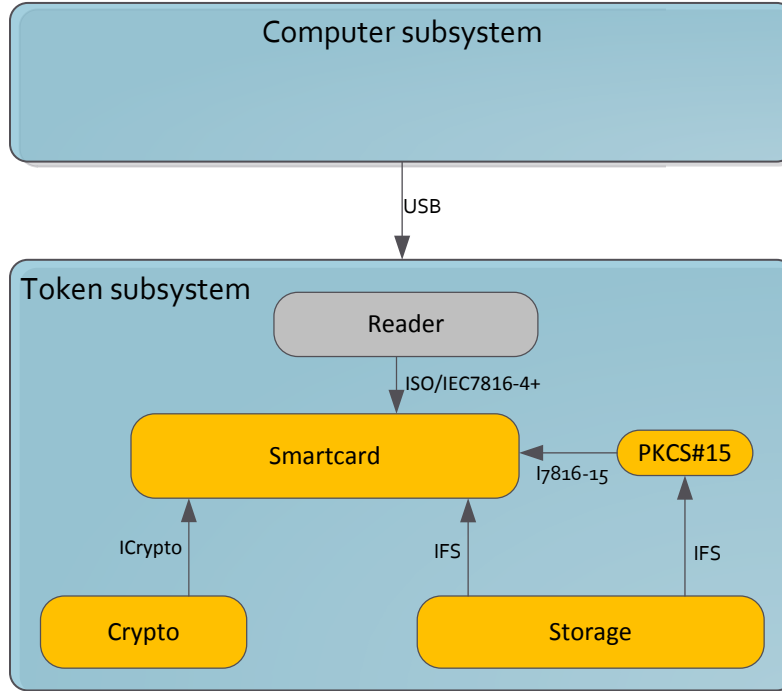 Computer subsystem
USB
Token subsystem
Reader
ISO/IEC7816-4+
Smartcard
PKCS#15
I7816-15
ICrypto
IFS
IFS
Crypto
Storage